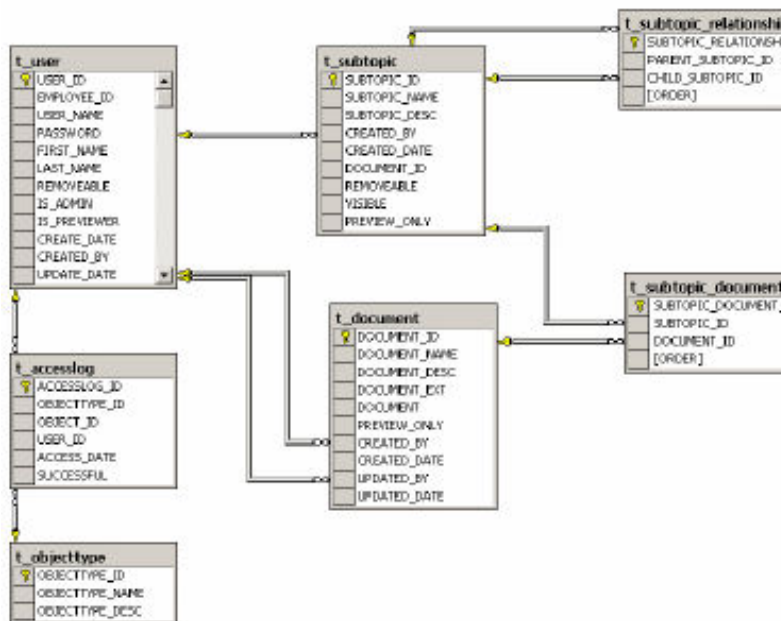 t_user
USER_ID
EMPLOYEE_ID
USER_NAME
PASSWORD
FIRST_NAME
LAST_NAME
REMOVEABLE
IS_ADMIN
IS_PREVIEWER
CREATE_DATE
CREATED_BY
UPDATE_DATE
t_subtopic
SUBTOPIC_ID
SUBTOPIC_NAME
SUBTOPIC_DESC
CREATED_BY
CREATED_DATE
DOCUMENT_ID
REMOVEABLE
VISIBLE
PREVIEW_ONLY
t_subtopic_relationshi
SUBTOPIC_RELATIONSH
PARENT_SUBTOPIC_ID
CHILD_SUBTOPIC_ID
[ORDER]
t_document
DOCUMENT_ID
DOCUMENT_NAME
DOCUMENT_DESC
DOCUMENT_EXT
DOCUMENT
PREVIEW_ONLY
CREATED_BY
CREATED_DATE
UPDATED_BY
UPDATED_DATE
t_subtopic_document
SUBTOPIC_DOCUMENT_
SUBTOPIC_ID
DOCUMENT_ID
[ORDER]
t_accesslog
ACCESSLOG_ID
OBJECTTYPE_ID
OBJECT_ID
USER_ID
ACCESS_DATE
SUCCESSFUL
t_objecttype
OBJECTTYPE_ID
OBJECTTYPE_NAME
OBJECTTYPE_DESC